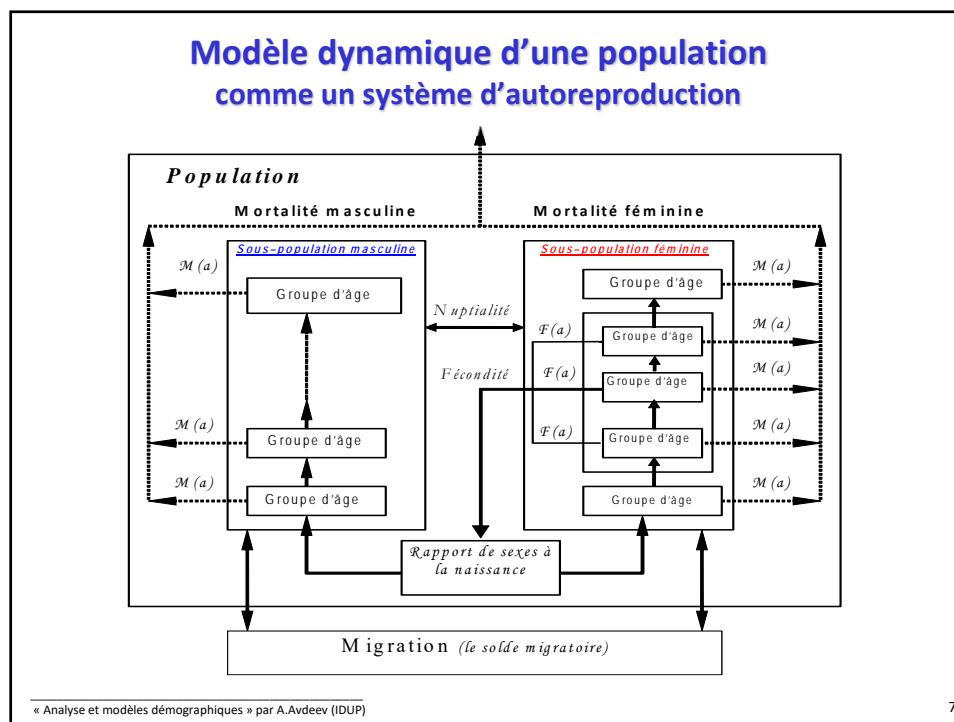 Modèle dynamique d'une population
comme un système d'autoreproduction
Population
Mortalité masculine Mortalité féminine
Sous-population masculine Sous-population féminine
M (a) Groupe d'âge Groupe d'âge M (a)
Nuptialité
F(a) Groupe d'âge M (a)
Fécondité F(a) Groupe d'âge M (a)
M (a) Groupe d'âge F(a) Groupe d'âge M (a)
M (a) Groupe d'âge Groupe d'âge M (a)
Rapport de sexes à
la naissance
Migration (le solde migratoire)
« Analyse et modèles démographiques » par A.Avdeev (IDUP) 7